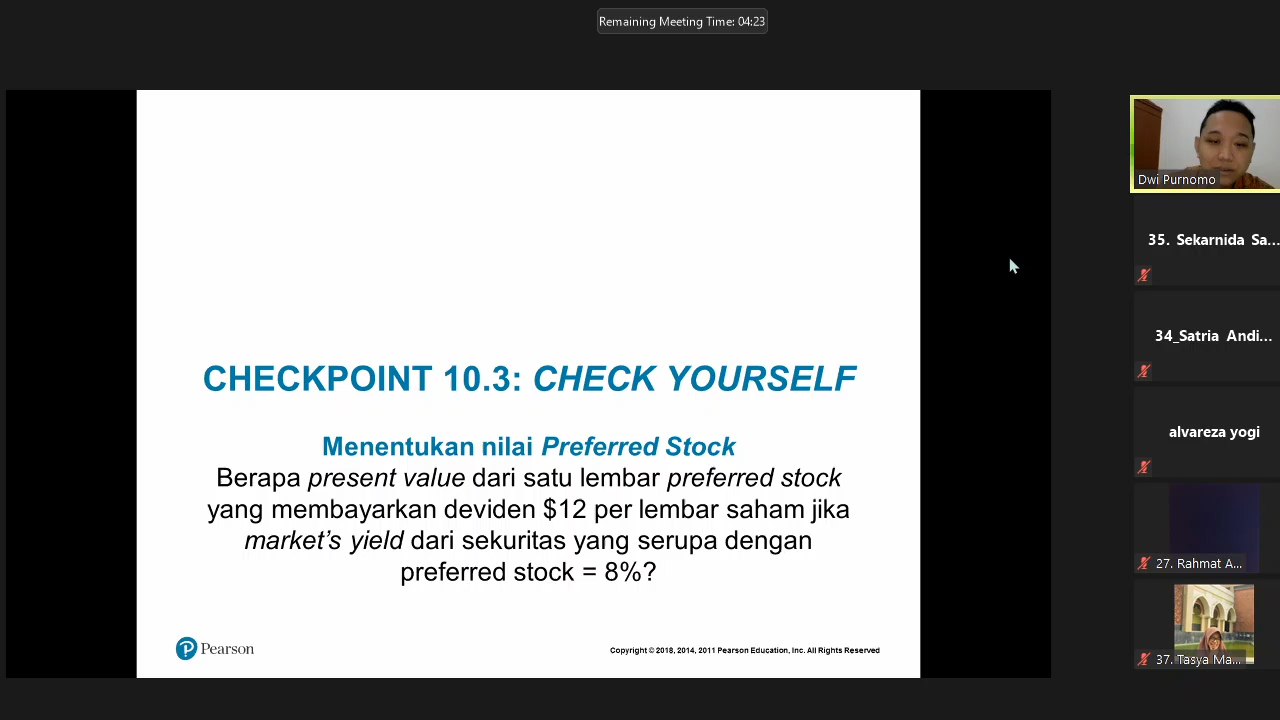 Remaining Meeting Time: 04:23
CHECKPOINT 10.3: CHECK YOURSELF
Menentukan nilai Preferred Stock
Berapa present value dari satu lembar preferred stock
yang membayarkan deviden $12 per lembar saham jika
market's yield dari sekuritas yang serupa dengan
preferred stock = 8%?
Pearson
Copyright © 2018, 2014, 2011 Pearson Education, Inc. All Rights Reserved
Dwi Purnomo
35. Sekarnida Sa...
34_Satria Andi...
alvareza yogi
27. Rahmat A...
37. Tasya Ma...